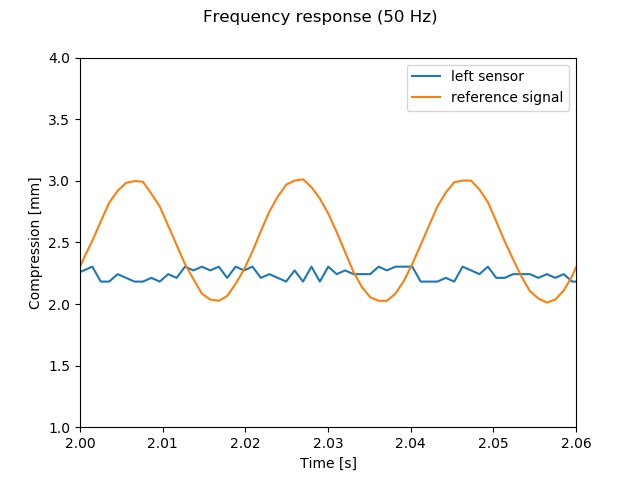 Frequency response (50 Hz)
left sensor
reference signal
4.0
3.5
3.0
2.5
2.0
1.5
1.0
Compression [mm]
2.00 2.01 2.02 2.03 2.04 2.05 2.06
Time [s]